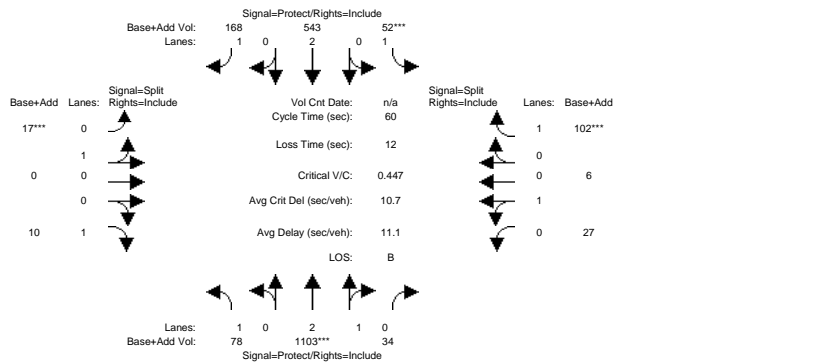 Signal=Protect/Rights=Include
Base+Add Vol: 168 543 52***
Lanes: 1 0 2 0 1
Signal=Split
Rights=Include
Base+Add Lanes:
Vol Cnt Date: n/a
Signal=Split
Rights=Include
Lanes: Base+Add
Cycle Time (sec): 60
17*** 0
1 102***
Loss Time (sec): 12
1
0
0 0
Critical V/C: 0.447
0 6
0
Avg Crit Del (sec/veh): 10.7
1
10 1
Avg Delay (sec/veh): 11.1
0 27
LOS: B
Lanes: 1 0 2 1 0
Base+Add Vol: 78 1103*** 34
Signal=Protect/Rights=Include